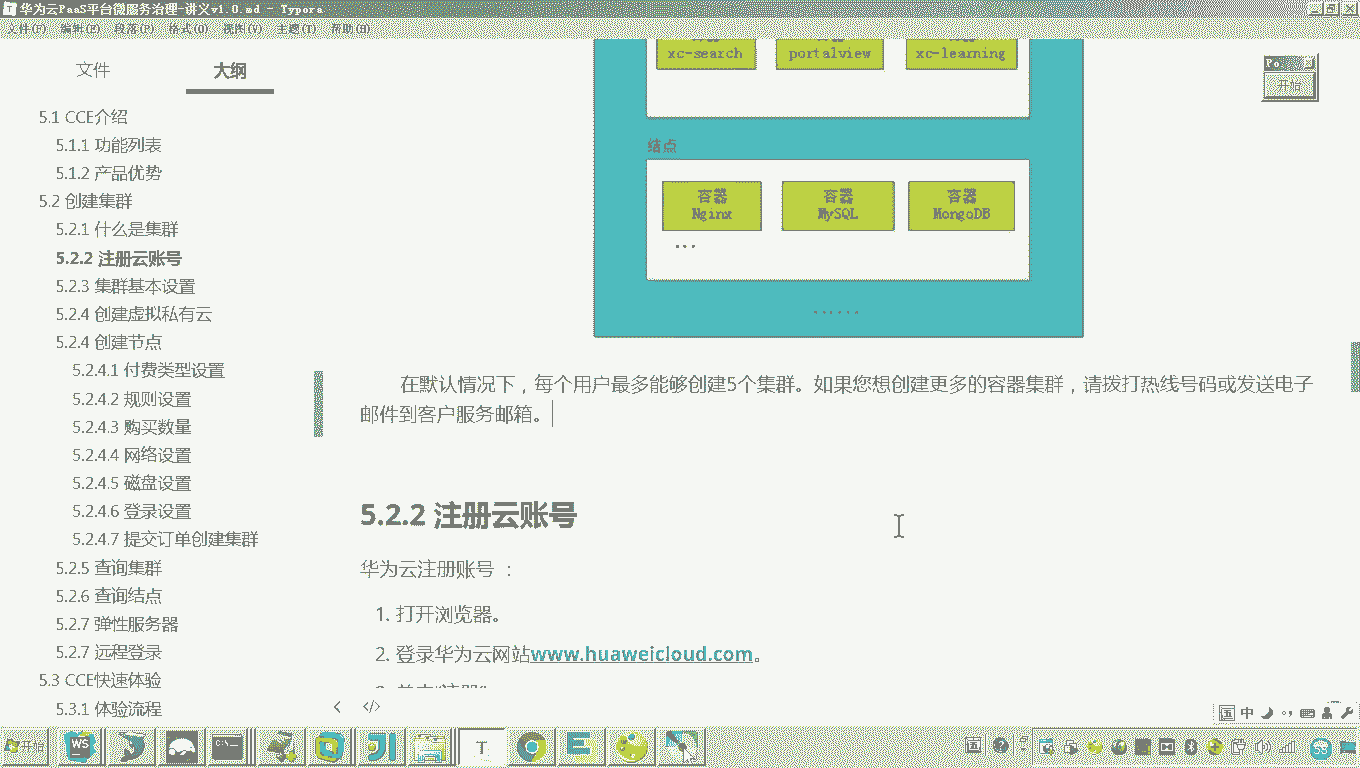 华为云PaaS平台微服务治理-讲义v1.0.md - Typora
文件(F) 编辑(E) 段落(P) 格式(O) 视图(V) 主题(T) 帮助(H)
文件 大纲
5.1 CCE介绍
5.1.1 功能列表
5.1.2 产品优势
5.2 创建集群
5.2.1 什么是集群
5.2.2 注册云账号
5.2.3 集群基本设置
5.2.4 创建虚拟私有云
5.2.4 创建节点
5.2.4.1 付费类型设置
5.2.4.2 规则设置
5.2.4.3 购买数量
5.2.4.4 网络设置
5.2.4.5 磁盘设置
5.2.4.6 登录设置
5.2.4.7 提交订单创建集群
5.2.5 查询集群
5.2.6 查询结点
5.2.7 弹性服务器
5.2.7 远程登录
5.3 CCE快速体验
5.3.1 体验流程
xc-search
portalview
xc-learning
结点
容器
Nginx
容器
MySQL
容器
MongoDB
...
......
在默认情况下，每个用户最多能够创建5个集群。如果您想创建更多的容器集群，请拨打热线号码或发送电子
邮件到客户服务邮箱。
5.2.2 注册云账号
华为云注册账号 ：
1. 打开浏览器。
2. 登录华为云网站www.huaweicloud.com。
Po
开始
中
开始